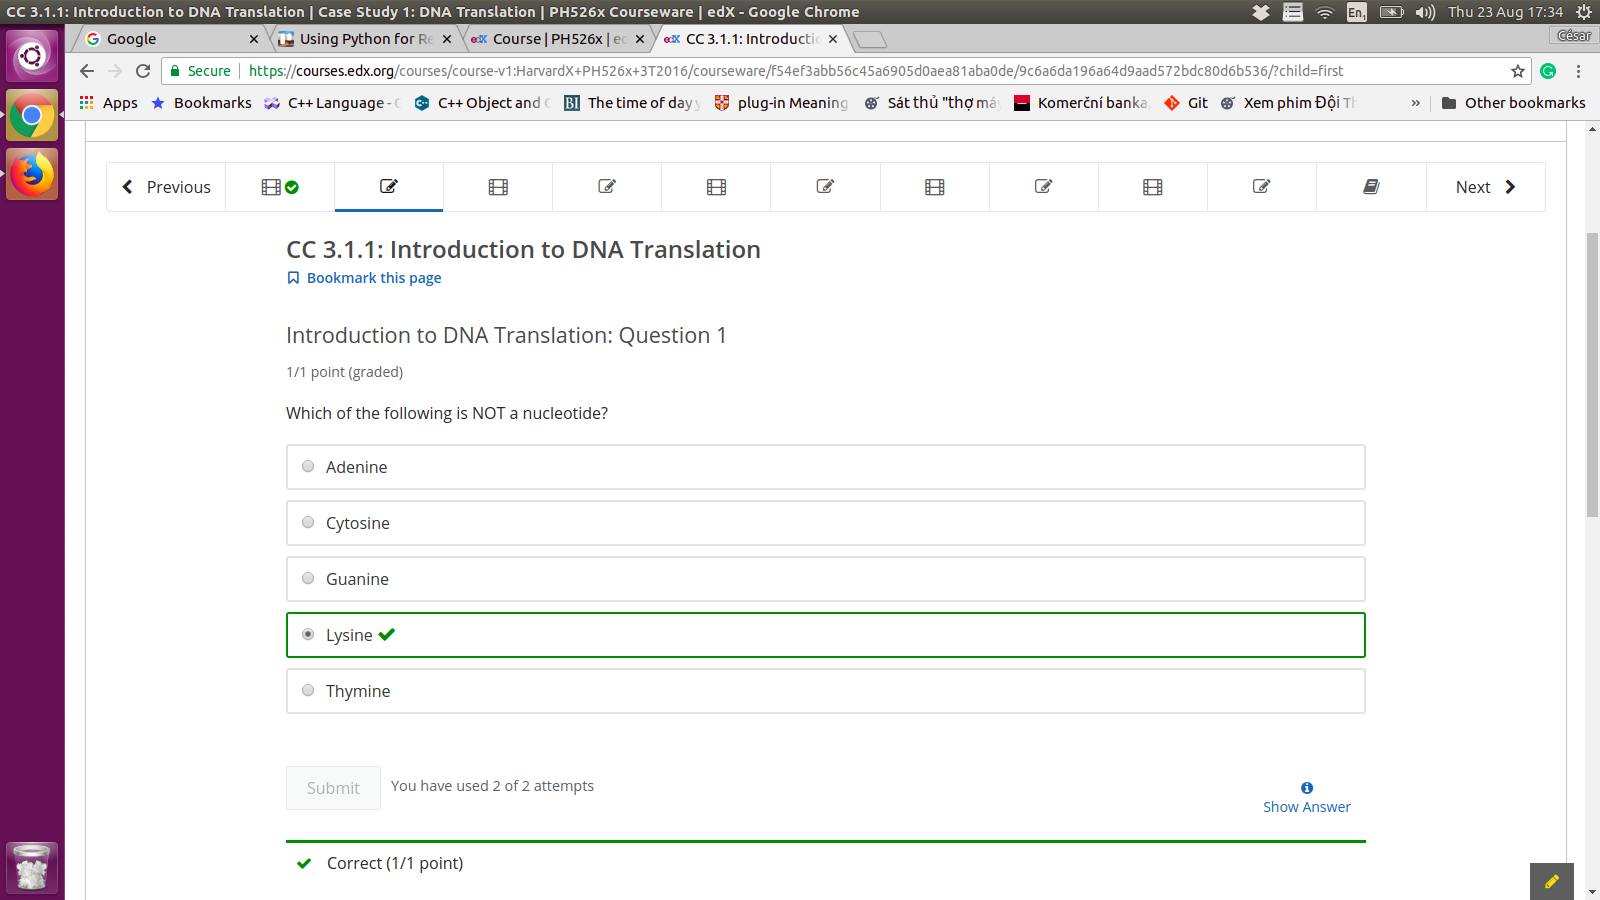 CC 3.1.1: Introduction to DNA Translation | Case Study 1: DNA Translation | PH526x Courseware | edX - Google Chrome
En1
Thu 23 Aug 17:34
Google
Using Python for Re
Course | PH526x | ed
CC 3.1.1: Introducti
César
Secure
https://courses.edx.org/courses/course-v1:HarvardX+PH526x+3T2016/courseware/f54ef3abb56c45a6905d0aea81aba0de/9c6a6da196a64d9aad572bdc80d6b536/?child=first
Apps
Bookmarks
C++ Language - C
C++ Object and C
The time of day
plug-in Meaning
Sát thủ "thợ má
Komerční banka
Git
Xem phim Đội T
»
Other bookmarks
Previous
Next
CC 3.1.1: Introduction to DNA Translation
Bookmark this page
Introduction to DNA Translation: Question 1
1/1 point (graded)
Which of the following is NOT a nucleotide?
Adenine
Cytosine
Guanine
Lysine
Thymine
Submit
You have used 2 of 2 attempts
Show Answer
Correct (1/1 point)